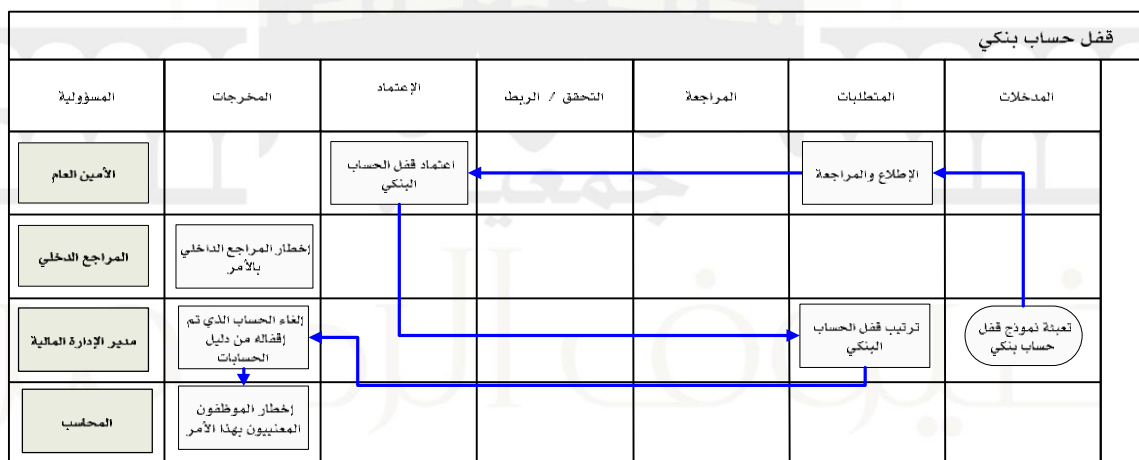 قفل حساب بنكي
المدخلات
المتطلبات
المراجعة
التحقق / الربط
الإعتماد
المخرجات
المسؤولية
الإطلاع والمراجعة
اعتماد قفل الحساب
البنكي
الأمين العام
إخطار المراجع الداخلي
بالأمر
المراجع الدخلي
تعبئة نموذج قفل
حساب بنكي
ترتيب قفل الحساب
البنكي
إلغاء الحساب الذي تم
إقفاله من دليل
الحسابات
مدير الإدارة المالية
إخطار الموظفون
المعنييون بهذا الأمر
المحاسب
جمعية